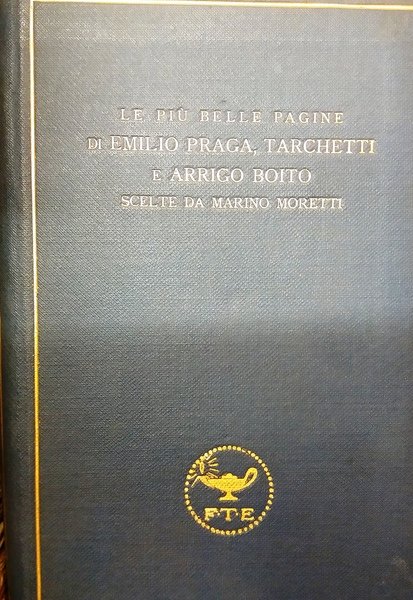 LE PIÙ BELLE PAGINE
DI EMILIO PRAGA, TARCHETTI
E ARRIGO BOITO
SCELTE DA MARINO MORETTI
F·T·E